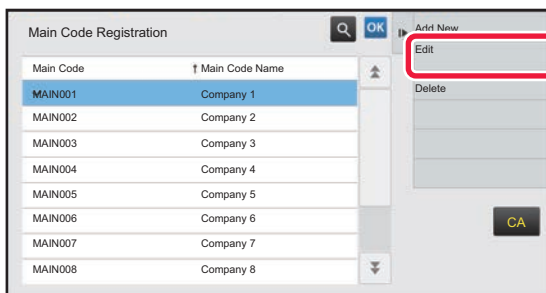 Main Code Registration
OK
Add New
Edit
Main Code
Main Code Name
MAIN001 Company 1
Delete
MAIN002 Company 2
MAIN003 Company 3
MAIN004 Company 4
MAIN005 Company 5
MAIN006 Company 6
CA
MAIN007 Company 7
MAIN008 Company 8